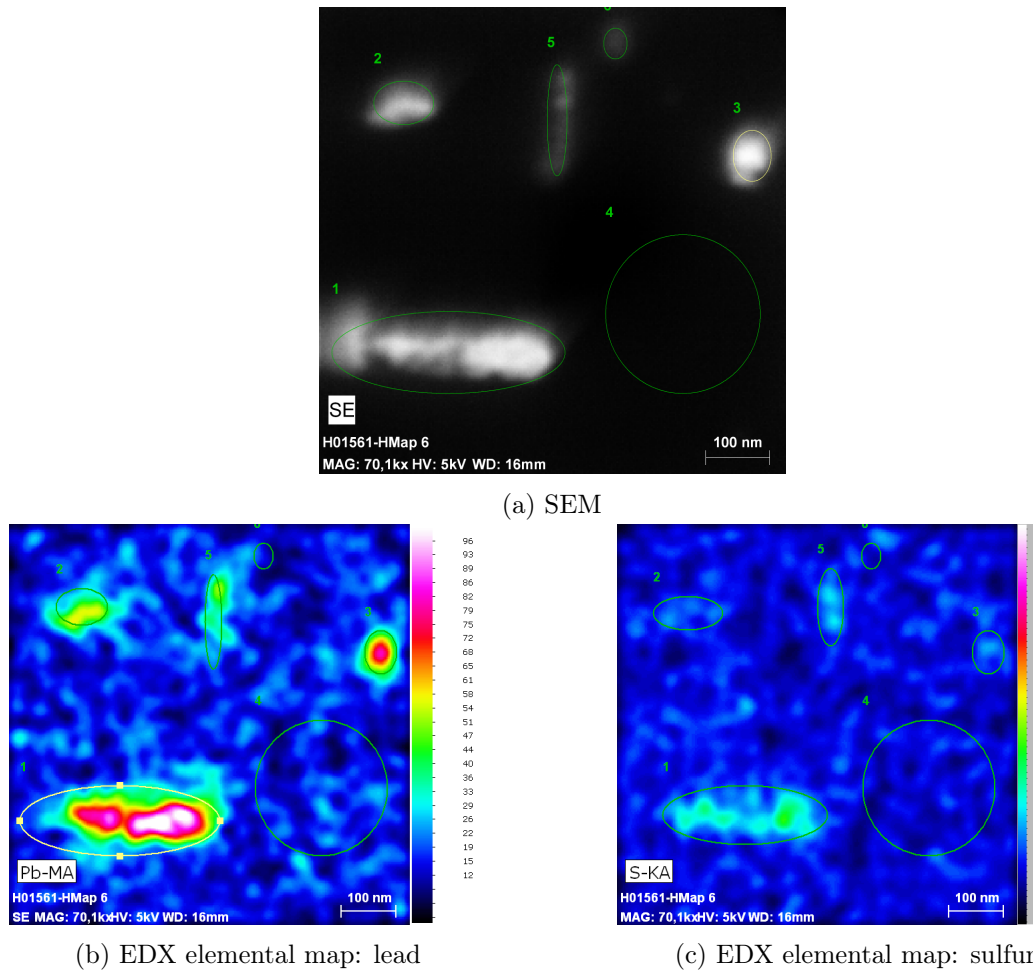 6
5
2
3
4
1
SE
H01561-HMap 6
MAG: 70,1kx HV: 5kV WD: 16mm
100 nm
(a) SEM
6
5
2
3
4
1
Pb-MA
H01561-HMap 6
SE MAG: 70,1kxHV: 5kV WD: 16mm
100 nm
96
93
89
86
82
79
75
72
68
65
61
58
54
51
47
44
40
36
33
29
26
22
19
15
12
(b) EDX elemental map: lead
6
5
2
3
4
1
S-KA
H01561-HMap 6
MAG: 70,1kxHV: 5kV WD: 16mm
100 nm
(c) EDX elemental map: sulfur